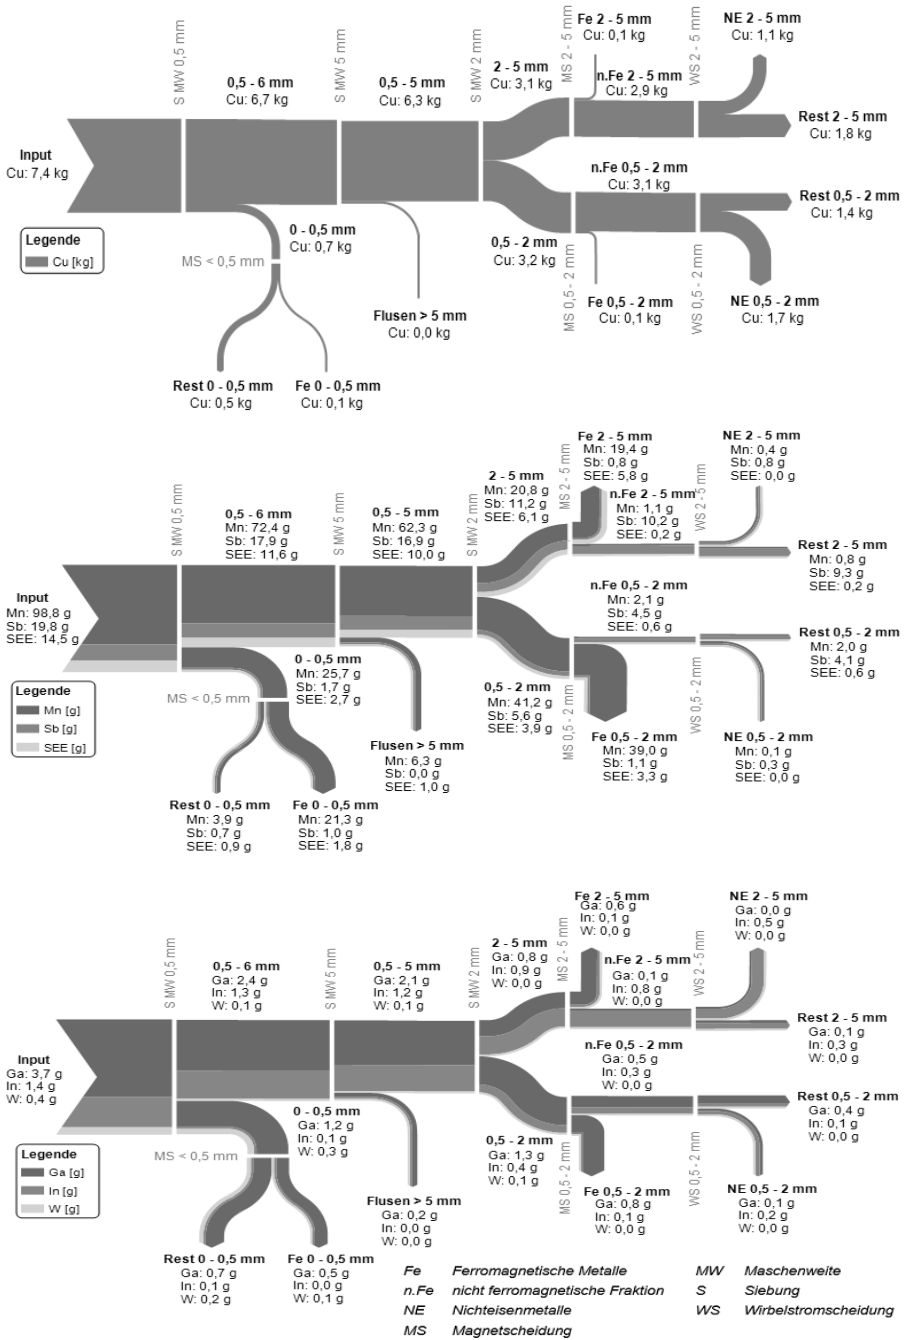 S MW 0,5 mm
0,5 - 6 mm
Cu: 6,7 kg
S MW 5 mm
0,5 - 5 mm
Cu: 6,3 kg
S MW 2 mm
2 - 5 mm
Cu: 3,1 kg
MS 2 - 5 mm
Fe 2 - 5 mm
Cu: 0,1 kg
n.Fe 2 - 5 mm
Cu: 2,9 kg
WS 2 - 5 mm
NE 2 - 5 mm
Cu: 1,1 kg
Rest 2 - 5 mm
Cu: 1,8 kg
Input
Cu: 7,4 kg
n.Fe 0,5 - 2 mm
Cu: 3,1 kg
Rest 0,5 - 2 mm
Cu: 1,4 kg
Legende
Cu [kg]
0 - 0,5 mm
Cu: 0,7 kg
MS < 0,5 mm
0,5 - 2 mm
Cu: 3,2 kg
MS 0,5 - 2 mm
WS 0,5 - 2 mm
Flusen > 5 mm
Cu: 0,0 kg
Fe 0,5 - 2 mm
Cu: 0,1 kg
NE 0,5 - 2 mm
Cu: 1,7 kg
Rest 0 - 0,5 mm
Cu: 0,5 kg
Fe 0 - 0,5 mm
Cu: 0,1 kg
S MW 0,5 mm
0,5 - 6 mm
Mn: 72,4 g
Sb: 17,9 g
SEE: 11,6 g
S MW 5 mm
0,5 - 5 mm
Mn: 62,3 g
Sb: 16,9 g
SEE: 10,0 g
S MW 2 mm
2 - 5 mm
Mn: 20,8 g
Sb: 11,2 g
SEE: 6,1 g
MS 2 - 5 mm
Fe 2 - 5 mm
Mn: 19,4 g
Sb: 0,8 g
SEE: 5,8 g
n.Fe 2 - 5 mm
Mn: 1,1 g
Sb: 10,2 g
SEE: 0,2 g
WS 2 - 5 mm
NE 2 - 5 mm
Mn: 0,4 g
Sb: 0,8 g
SEE: 0,0 g
Rest 2 - 5 mm
Mn: 0,8 g
Sb: 9,3 g
SEE: 0,2 g
Input
Mn: 98,8 g
Sb: 19,8 g
SEE: 14,5 g
n.Fe 0,5 - 2 mm
Mn: 2,1 g
Sb: 4,5 g
SEE: 0,6 g
Rest 0,5 - 2 mm
Mn: 2,0 g
Sb: 4,1 g
SEE: 0,6 g
Legende
Mn [g]
Sb [g]
SEE [g]
MS < 0,5 mm
0 - 0,5 mm
Mn: 25,7 g
Sb: 1,7 g
SEE: 2,7 g
0,5 - 2 mm
Mn: 41,2 g
Sb: 5,6 g
SEE: 3,9 g
MS 0,5 - 2 mm
WS 0,5 - 2 mm
Flusen > 5 mm
Mn: 6,3 g
Sb: 0,0 g
SEE: 1,0 g
Fe 0,5 - 2 mm
Mn: 39,0 g
Sb: 1,1 g
SEE: 3,3 g
NE 0,5 - 2 mm
Mn: 0,1 g
Sb: 0,3 g
SEE: 0,0 g
Rest 0 - 0,5 mm
Mn: 3,9 g
Sb: 0,7 g
SEE: 0,9 g
Fe 0 - 0,5 mm
Mn: 21,3 g
Sb: 1,0 g
SEE: 1,8 g
S MW 0,5 mm
0,5 - 6 mm
Ga: 2,4 g
In: 1,3 g
W: 0,1 g
S MW 5 mm
0,5 - 5 mm
Ga: 2,1 g
In: 1,2 g
W: 0,1 g
S MW 2 mm
2 - 5 mm
Ga: 0,8 g
In: 0,9 g
W: 0,0 g
MS 2 - 5 mm
Fe 2 - 5 mm
Ga: 0,6 g
In: 0,1 g
W: 0,0 g
n.Fe 2 - 5 mm
Ga: 0,1 g
In: 0,8 g
W: 0,0 g
WS 2 - 5 mm
NE 2 - 5 mm
Ga: 0,0 g
In: 0,5 g
W: 0,0 g
Rest 2 - 5 mm
Ga: 0,1 g
In: 0,3 g
W: 0,0 g
Input
Ga: 3,7 g
In: 1,4 g
W: 0,4 g
n.Fe 0,5 - 2 mm
Ga: 0,5 g
In: 0,3 g
W: 0,0 g
Rest 0,5 - 2 mm
Ga: 0,4 g
In: 0,1 g
W: 0,0 g
Legende
Ga [g]
In [g]
W [g]
MS < 0,5 mm
0 - 0,5 mm
Ga: 1,2 g
In: 0,1 g
W: 0,3 g
0,5 - 2 mm
Ga: 1,3 g
In: 0,4 g
W: 0,1 g
MS 0,5 - 2 mm
WS 0,5 - 2 mm
Flusen > 5 mm
Ga: 0,2 g
In: 0,0 g
W: 0,0 g
Fe 0,5 - 2 mm
Ga: 0,8 g
In: 0,1 g
W: 0,0 g
NE 0,5 - 2 mm
Ga: 0,1 g
In: 0,2 g
W: 0,0 g
Rest 0 - 0,5 mm
Ga: 0,7 g
In: 0,1 g
W: 0,2 g
Fe 0 - 0,5 mm
Ga: 0,5 g
In: 0,0 g
W: 0,1 g
Fe Ferromagnetische Metalle MW Maschenweite
n.Fe nicht ferromagnetische Fraktion S Siebung
NE Nichteisenmetalle WS Wirbelstromscheidung
MS Magnetscheidung